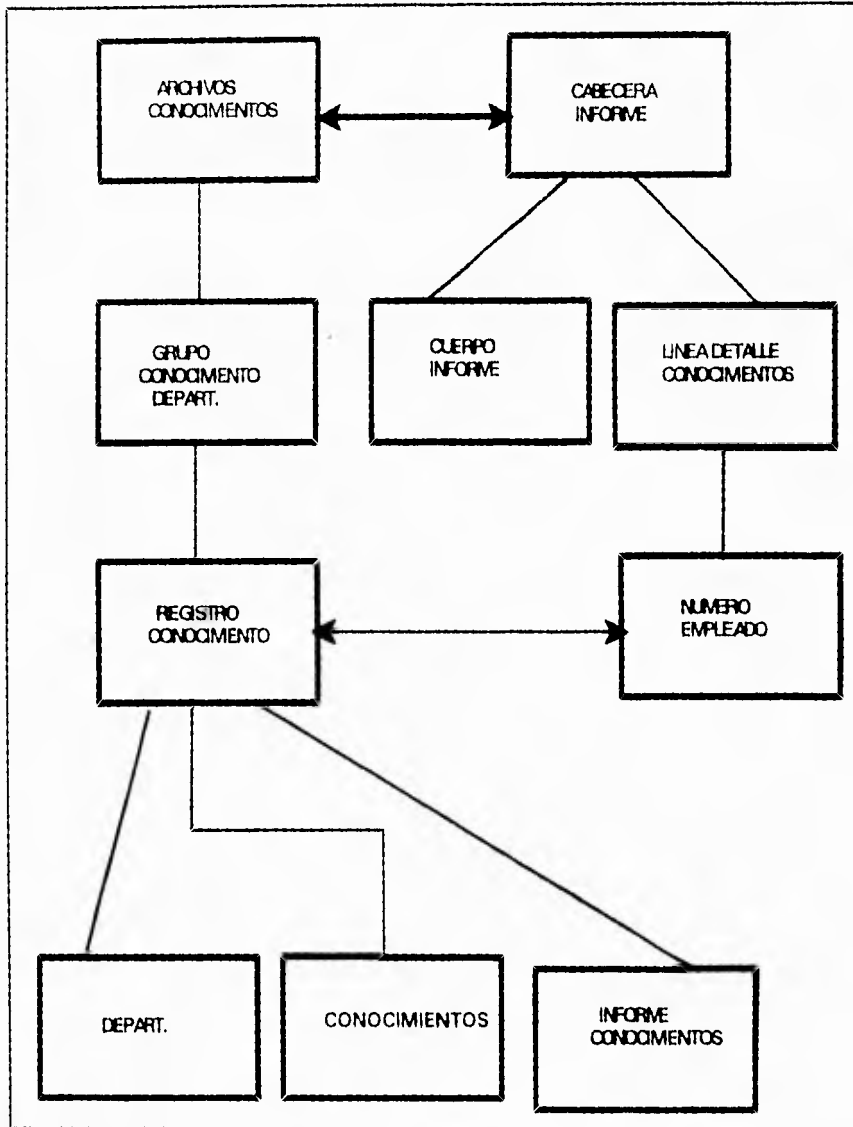 ARCHIVOS
CONOCIMENTOS
CABECERA
INFORME
GRUPO
CONOCIMENTO
DEPART.
CUERPO
INFORME
LINEA DETALLE
CONOCIMENTOS
REGISTRO
CONOCIMENTO
NUMERO
EMPLEADO
DEPART.
CONOCIMIENTOS
INFORME
CONOCIMENTOS